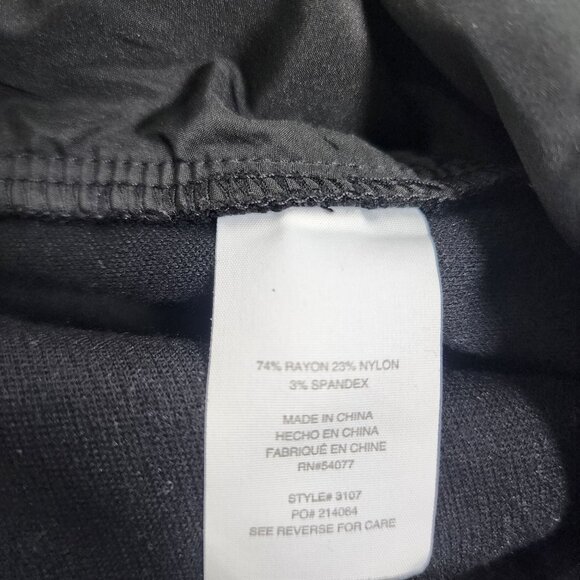 74% RAYON 23% NYLON
3% SPANDEX
MADE IN CHINA
HECHO EN CHINA
FABRIQUÉ EN CHINE
RN#54077
STYLE# 3107
PO# 214064
SEE REVERSE FOR CARE